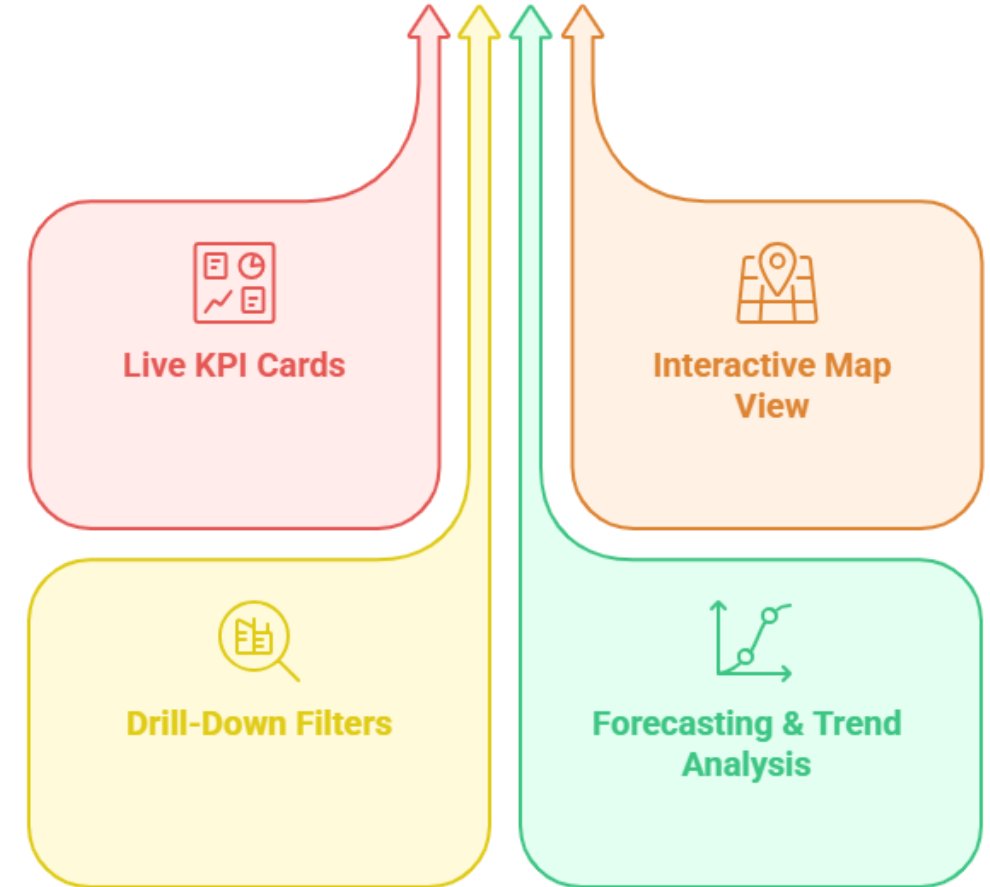 Live KPI Cards
Interactive Map
View
Drill-Down Filters
Forecasting & Trend
Analysis